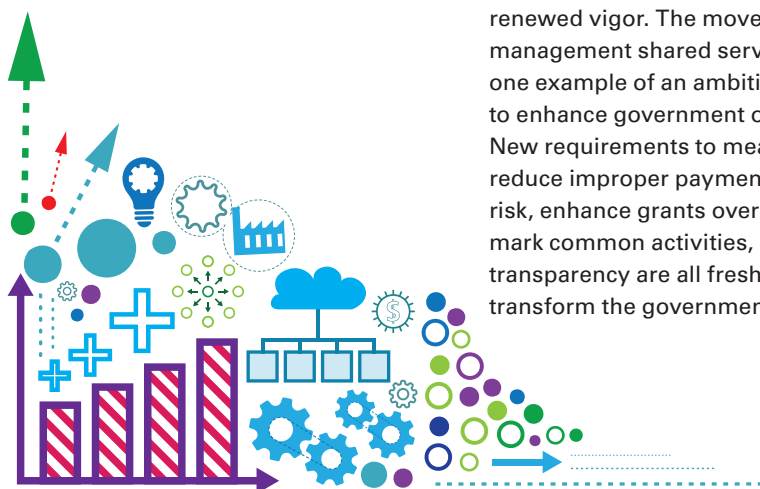 renewed vigor. The move
management shared serv
one example of an ambiti
to enhance government o
New requirements to mea
reduce improper paymen
risk, enhance grants over
mark common activities,
transparency are all fresh
transform the governmen
$